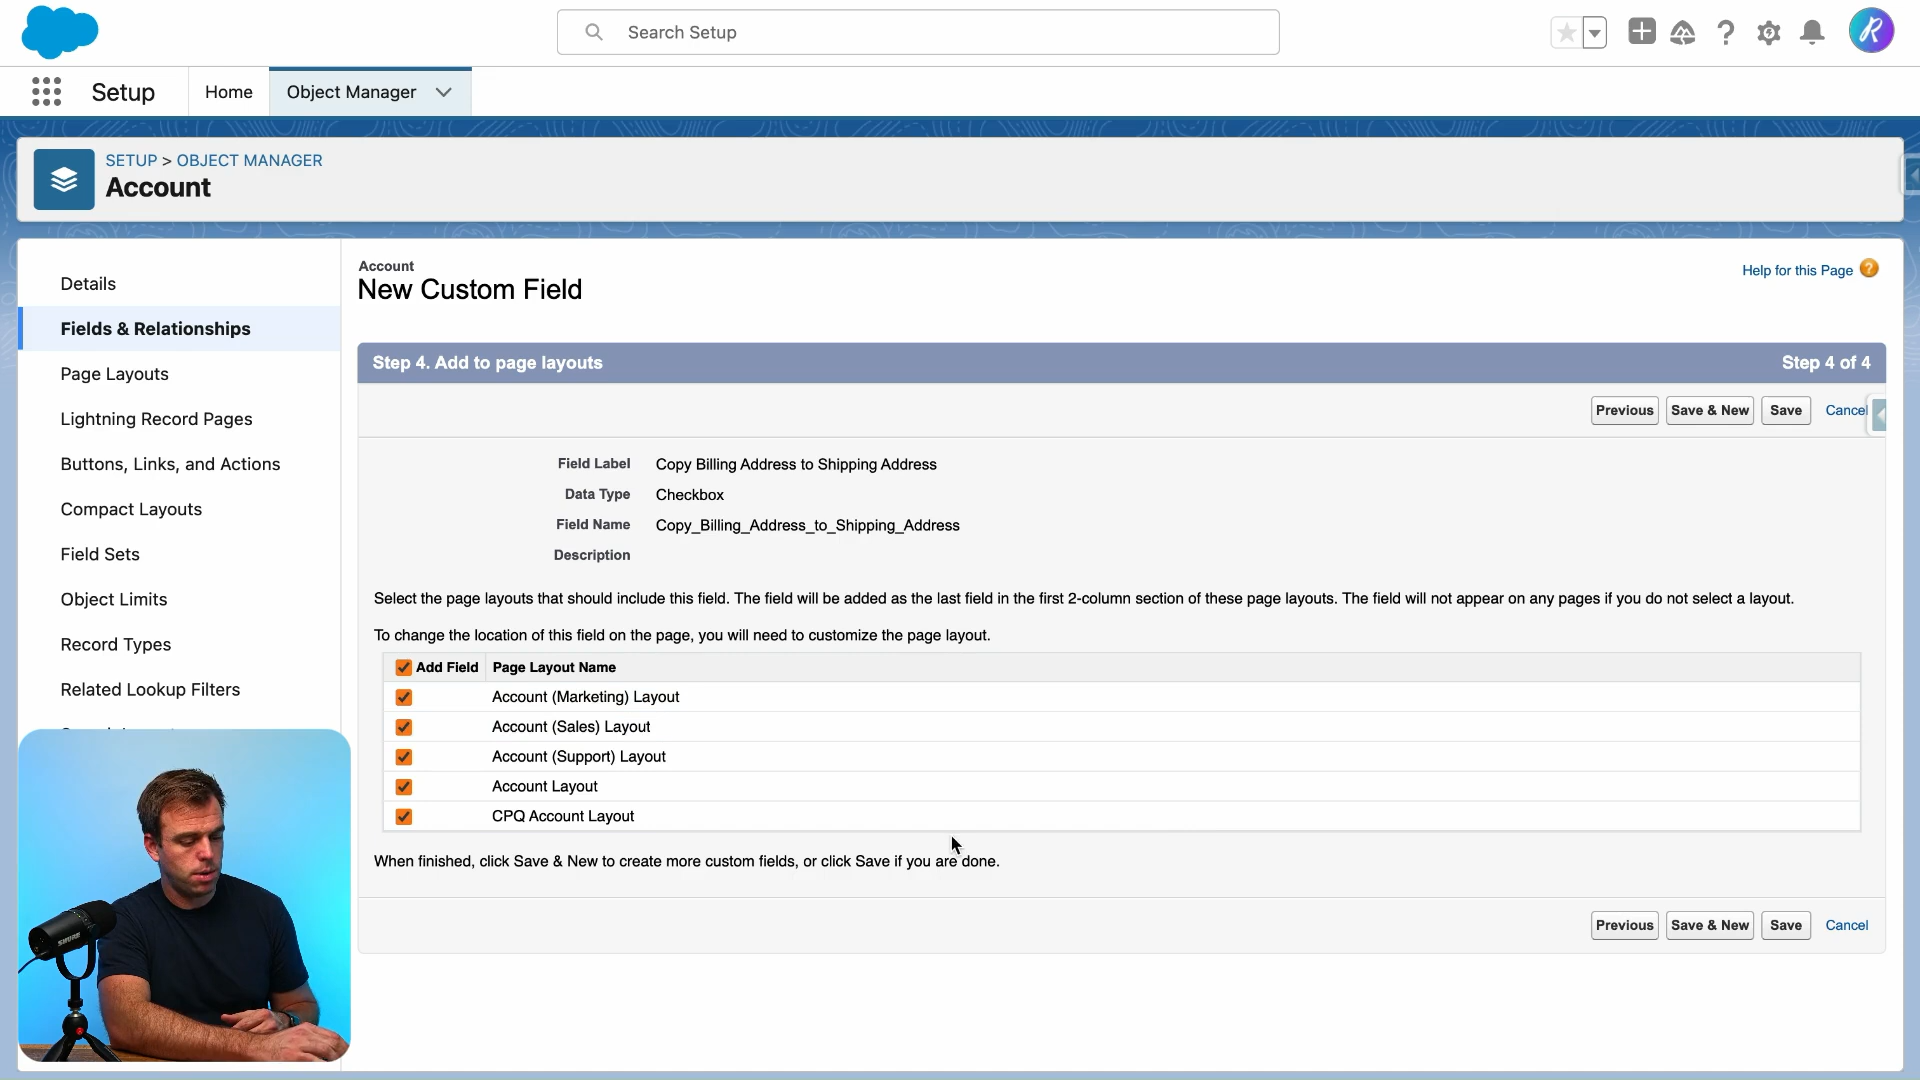 Search Setup
Setup
Home
Object Manager
SETUP > OBJECT MANAGER
Account
Details
Fields & Relationships
Page Layouts
Lightning Record Pages
Buttons, Links, and Actions
Compact Layouts
Field Sets
Object Limits
Record Types
Related Lookup Filters
Account
New Custom Field
Help for this Page
Step 4. Add to page layouts
Step 4 of 4
Previous
Save & New
Save
Cancel
Field Label Copy Billing Address to Shipping Address
Data Type Checkbox
Field Name Copy_Billing_Address_to_Shipping_Address
Description
Select the page layouts that should include this field. The field will be added as the last field in the first 2-column section of these page layouts. The field will not appear on any pages if you do not select a layout.
To change the location of this field on the page, you will need to customize the page layout.
Add Field Page Layout Name
Account (Marketing) Layout
Account (Sales) Layout
Account (Support) Layout
Account Layout
CPQ Account Layout
When finished, click Save & New to create more custom fields, or click Save if you are done.
Previous
Save & New
Save
Cancel
SHURE